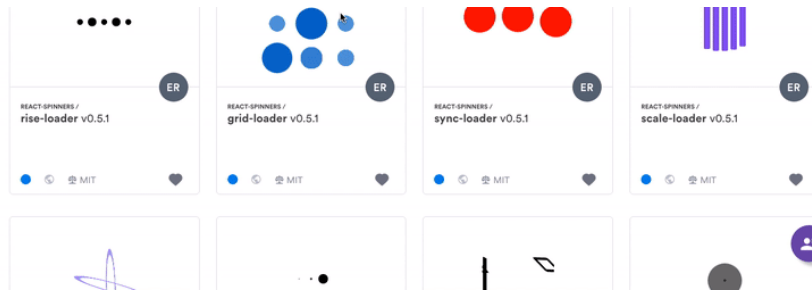 ER
ER
ER
ER
REACT-SPINNERS /
rise-loader v0.5.1
REACT-SPINNERS /
grid-loader v0.5.1
REACT-SPINNERS /
sync-loader v0.5.1
REACT-SPINNERS /
scale-loader v0.5.1
MIT
MIT
MIT
MIT